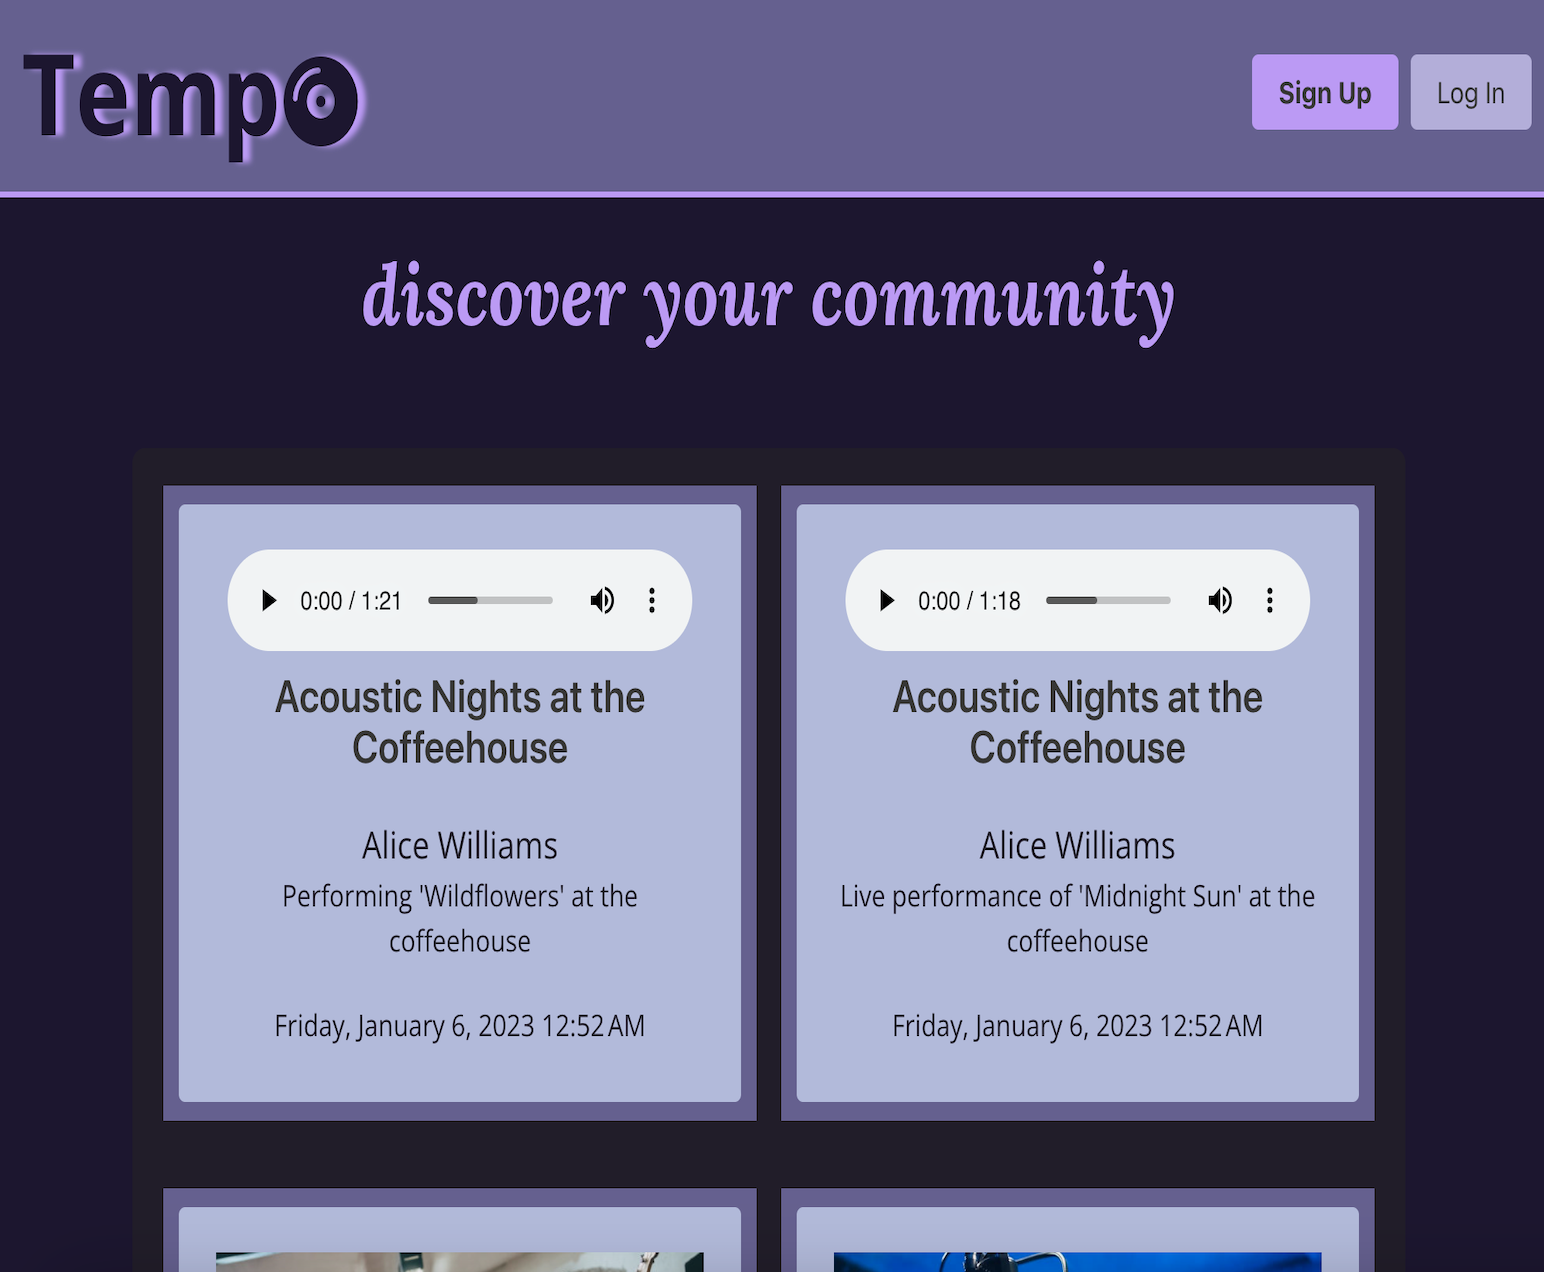 Tempo
Sign Up
Log In
discover your community
0:00 / 1:21
Acoustic Nights at the
Coffeehouse
Alice Williams
Performing 'Wildflowers' at the
coffeehouse
Friday, January 6, 2023 12:52 AM
0:00 / 1:18
Acoustic Nights at the
Coffeehouse
Alice Williams
Live performance of 'Midnight Sun' at the
coffeehouse
Friday, January 6, 2023 12:52 AM